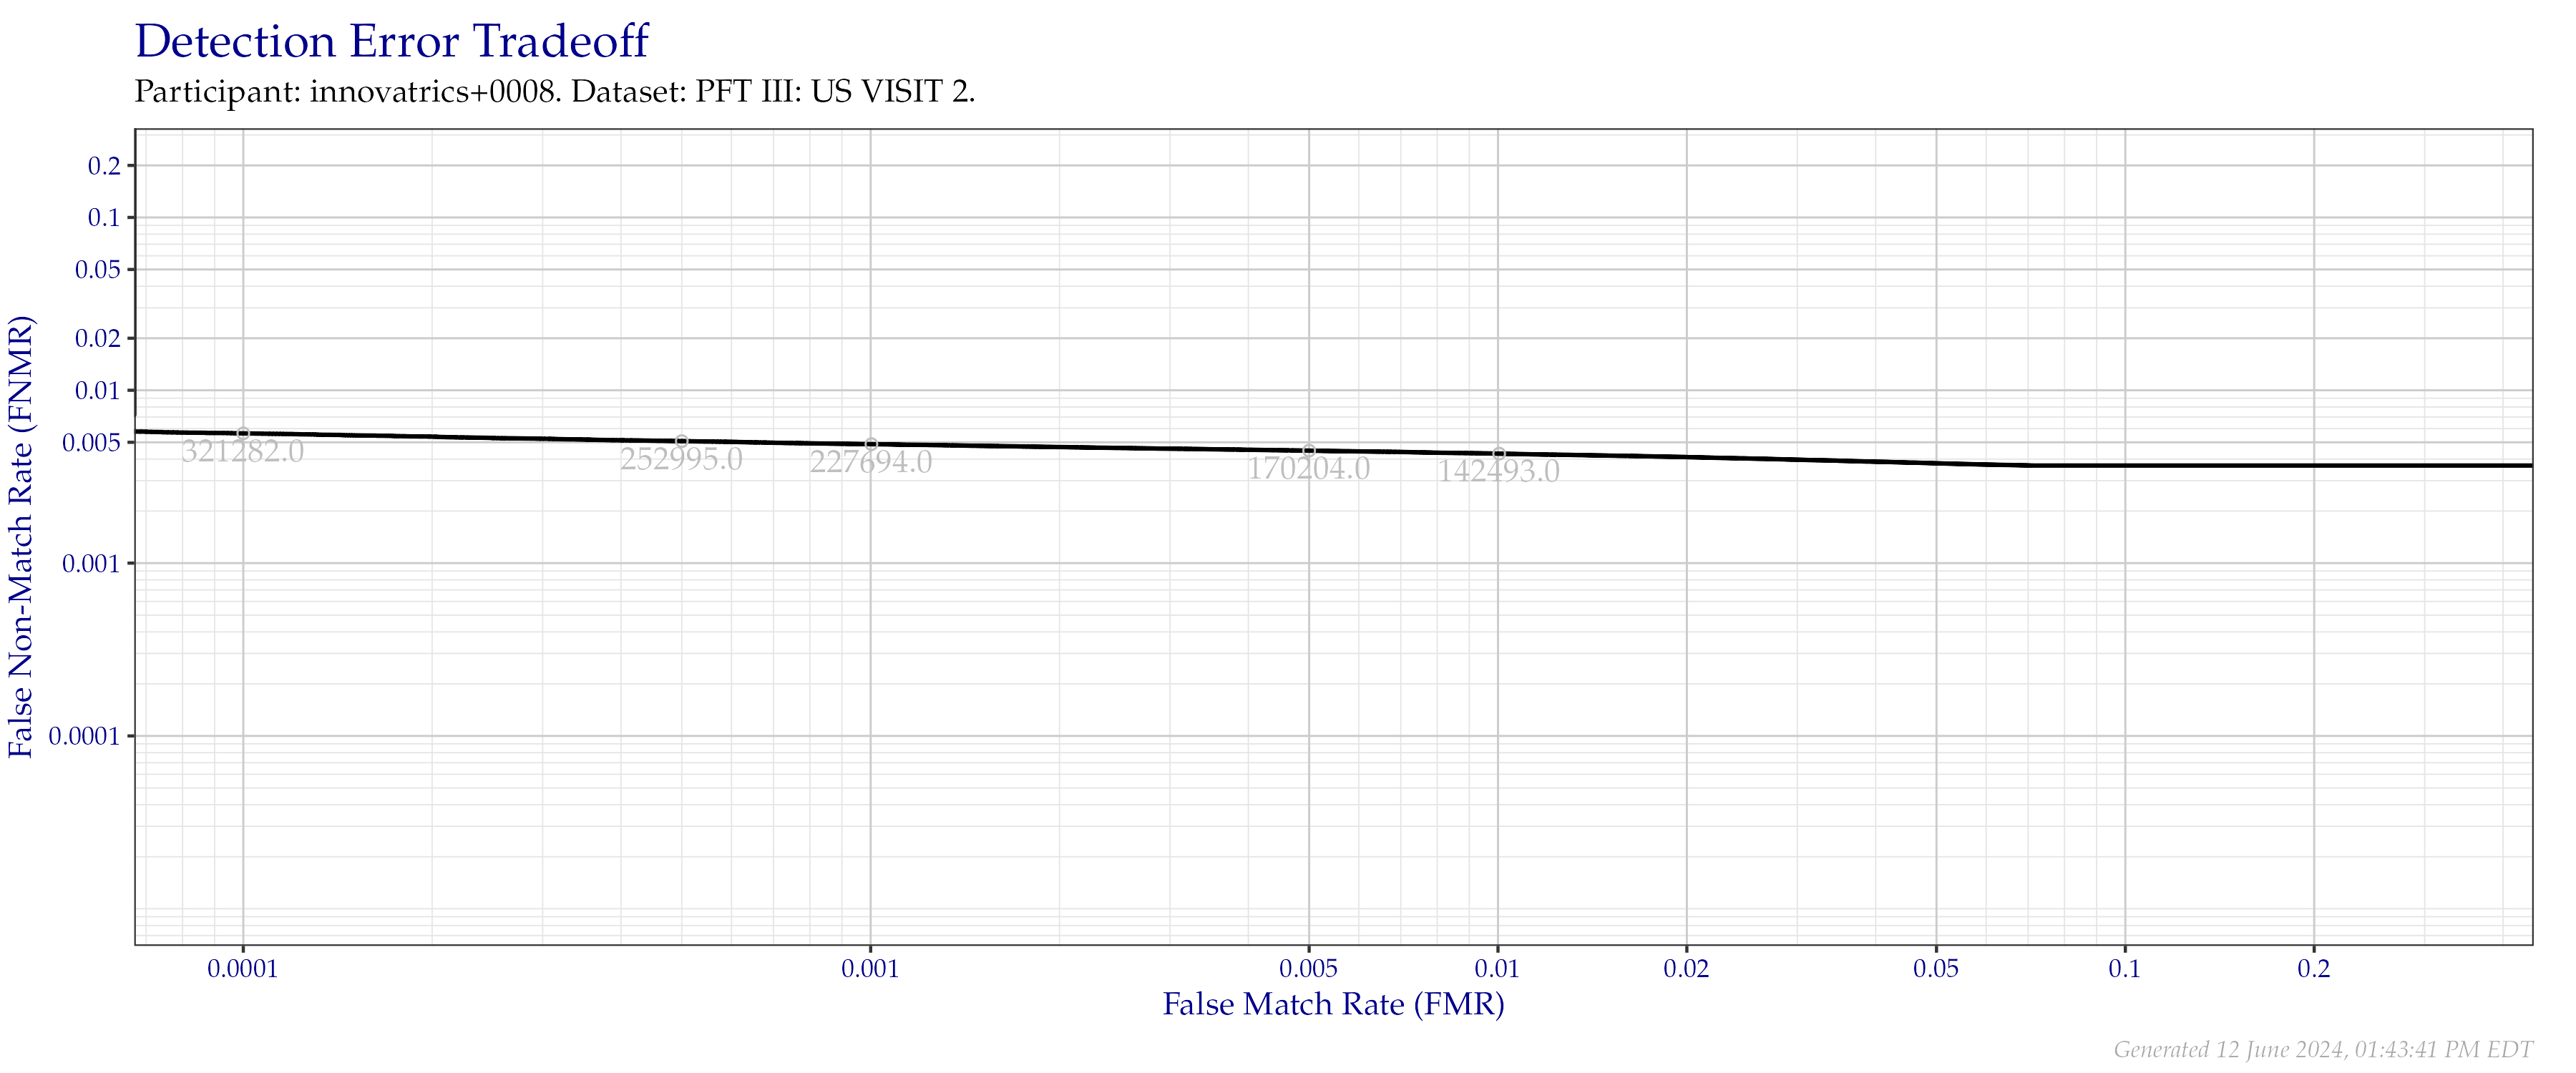 Detection Error Tradeoff
Participant: innovatrics+0008. Dataset: PFT III: US VISIT 2.
False Non-Match Rate (FNMR)
0.2
0.1
0.05
0.02
0.01
0.005
0.001
0.0001
321282.0
252995.0
227694.0
170204.0
142493.0
0.0001 0.001 0.005 0.01 0.02 0.05 0.1 0.2
False Match Rate (FMR)
Generated 12 June 2024, 01:43:41 PM EDT